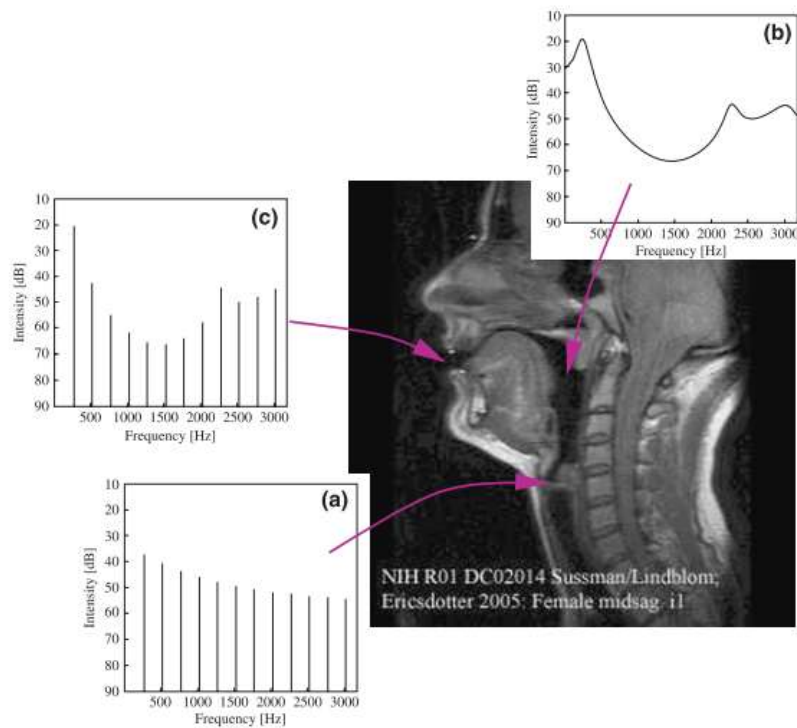 (b)
10
20
30
40
50
60
70
80
90
Intensity [dB]
500 1000 1500 2000 2500 3000
Frequency [Hz]
(c)
10
20
30
40
50
60
70
80
90
Intensity [dB]
500 1000 1500 2000 2500 3000
Frequency [Hz]
(a)
10
20
30
40
50
60
70
80
90
Intensity [dB]
500 1000 1500 2000 2500 3000
Frequency [Hz]
NIH R01 DC02014 Sussman/Lindblom;
Ericsdotter 2005: Female midsag i1